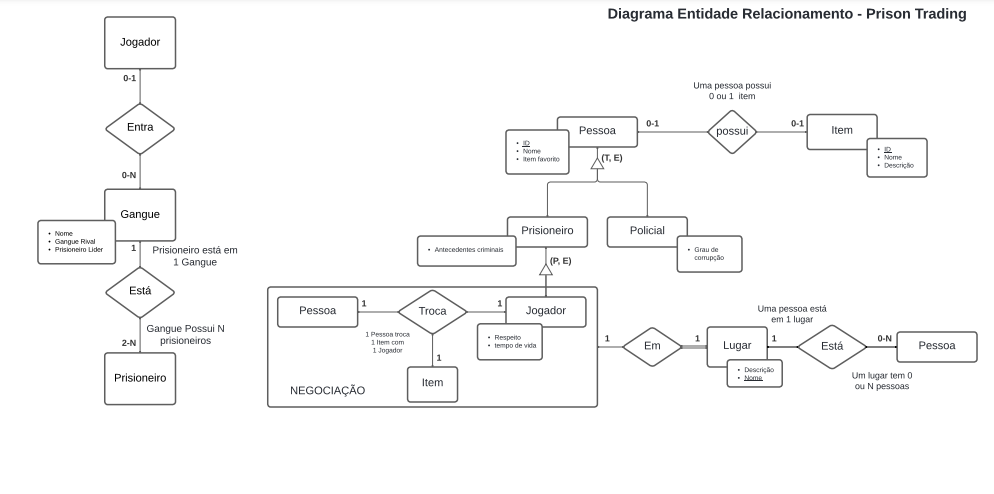 Diagrama Entidade Relacionamento - Prison Trading
Jogador
0-1
Entra
0-N
Gangue
Nome
Gangue Rival
Prisioneiro Lider
1
Prisioneiro está em
1 Gangue
Está
Gangue Possui N
prisioneiros
2-N
Prisioneiro
Uma pessoa possui
0 ou 1 item
Pessoa
ID
Nome
Item favorito
0-1
possui
0-1
Item
ID
Nome
Descrição
(T, E)
Prisioneiro
Antecedentes criminais
Policial
Grau de
corrupção
(P, E)
Pessoa
1
Troca
1
Jogador
Respeito
tempo de vida
1 Pessoa troca
1 Item com
1 Jogador
1
Item
NEGOCIAÇÃO
1
Em
1
Lugar
Descrição
Nome
1
Uma pessoa está
em 1 lugar
Está
0-N
Pessoa
Um lugar tem 0
ou N pessoas